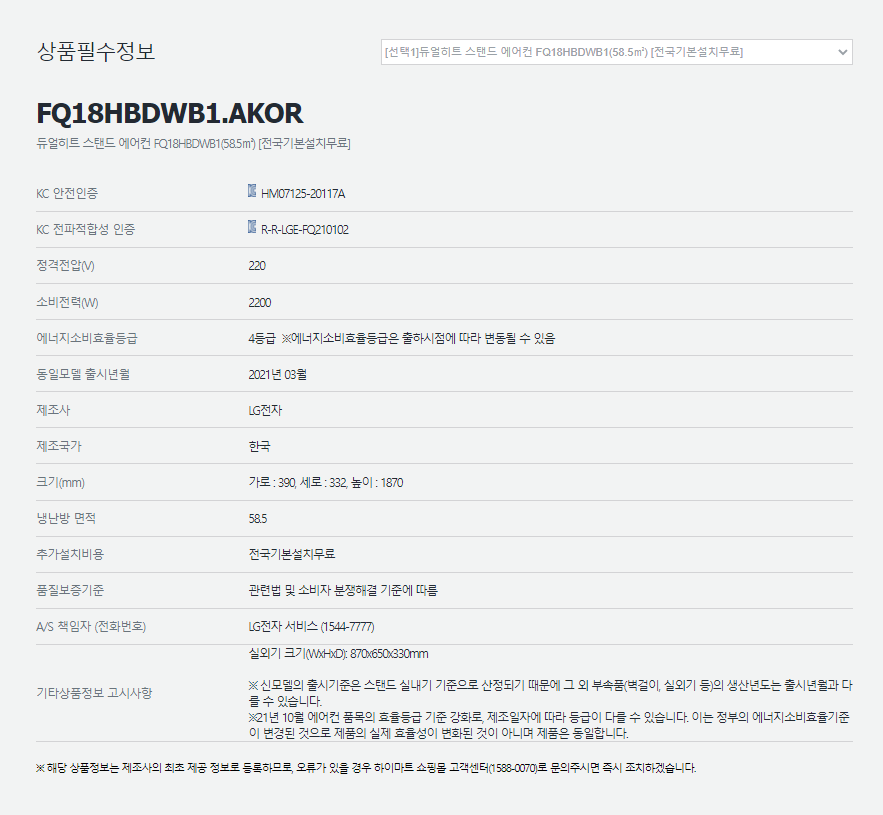 상품필수정보
[선택1]듀얼히트 스탠드 에어컨 FQ18HBDWB1(58.5㎡) [전국기본설치무료]
FQ18HBDWB1.AKOR
듀얼히트 스탠드 에어컨 FQ18HBDWB1(58.5㎡) [전국기본설치무료]
KC 안전인증 HM07125-20117A
KC 전파적합성 인증 R-R-LGE-FQ210102
정격전압(V) 220
소비전력(W) 2200
에너지소비효율등급 4등급 ※에너지소비효율등급은 출하시점에 따라 변동될 수 있음
동일모델 출시년월 2021년 03월
제조사 LG전자
제조국가 한국
크기(mm) 가로 : 390, 세로 : 332, 높이 : 1870
냉난방 면적 58.5
추가설치비용 전국기본설치무료
품질보증기준 관련법 및 소비자 분쟁해결 기준에 따름
A/S 책임자 (전화번호) LG전자 서비스 (1544-7777)
기타상품정보 고시사항
실외기 크기(WxHxD): 870x650x330mm
※ 신모델의 출시기준은 스탠드 실내기 기준으로 산정되기 때문에 그 외 부속품(벽걸이, 실외기 등)의 생산년도는 출시년월과 다
를 수 있습니다.
※21년 10월 에어컨 품목의 효율등급 기준 강화로, 제조일자에 따라 등급이 다를 수 있습니다. 이는 정부의 에너지소비효율기준
이 변경된 것으로 제품의 실제 효율성이 변화된 것이 아니며 제품은 동일합니다.
※ 해당 상품정보는 제조사의 최초 제공 정보로 등록하므로, 오류가 있을 경우 하이마트 쇼핑몰 고객센터(1588-0070)로 문의주시면 즉시 조치하겠습니다.